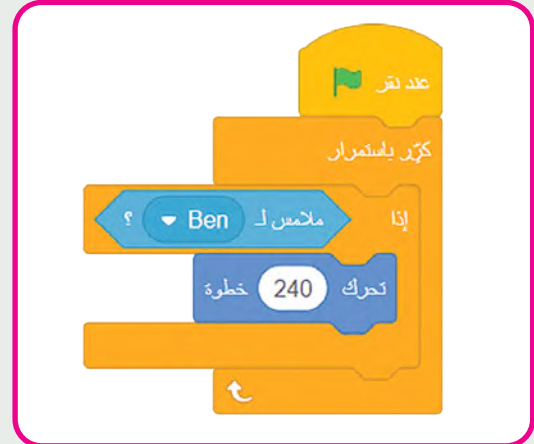 عند نقر
كرّر باستمرار
إذا ملامس لـ Ben ؟
تحرك 240 خطوة